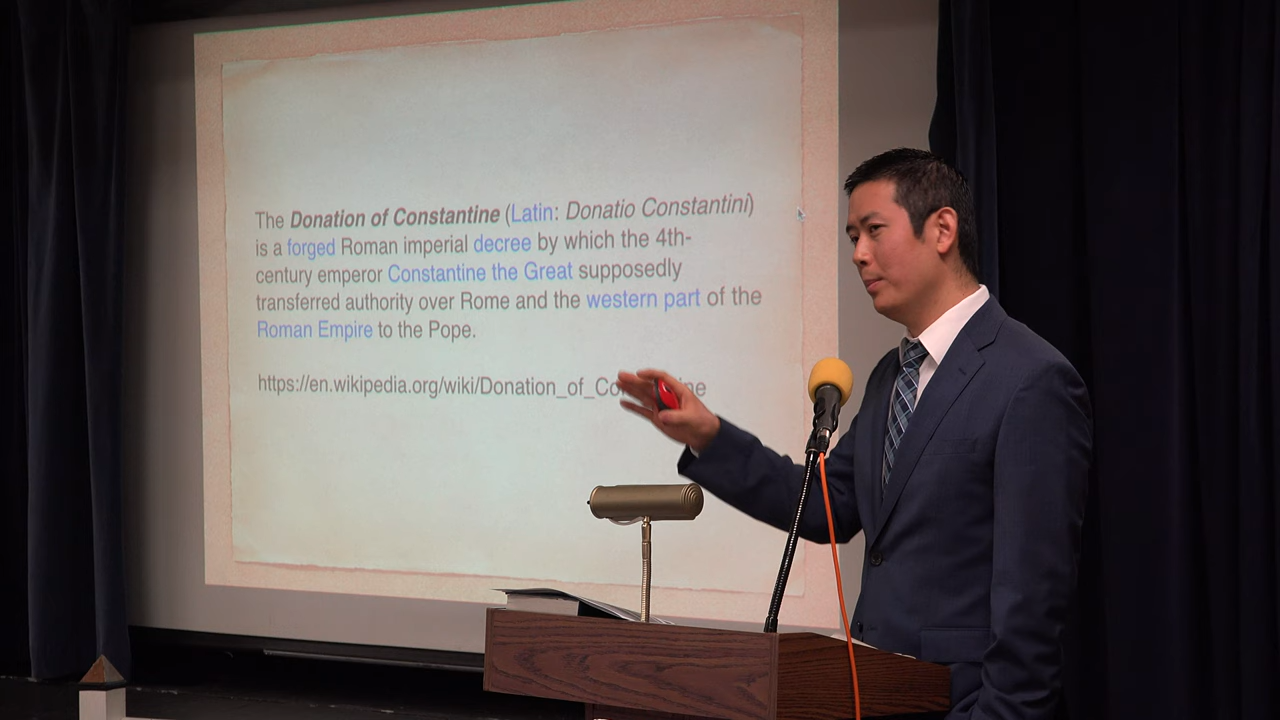 The Donation of Constantine (Latin: Donatio Constantini)
is a forged Roman imperial decree by which the 4th-
century emperor Constantine the Great supposedly
transferred authority over Rome and the western part of the
Roman Empire to the Pope.
https://en.wikipedia.org/wiki/Donation_of_Co